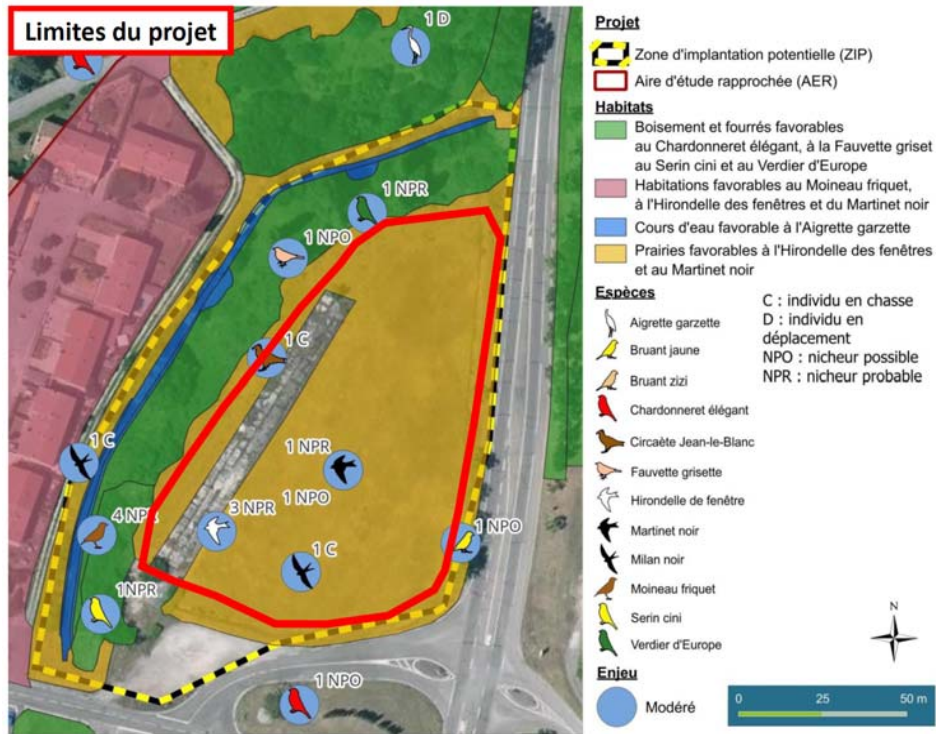 Limites du projet
1 D
1 NPR
1 NPO
1 C
1 C
1 NPR
1 NPO
3 NPR
4 NPR
1 NPO
1 C
1 NPR
1 NPO
Projet
Zone d'implantation potentielle (ZIP)
Aire d'étude rapprochée (AER)
Habitats
Boisement et fourrés favorables
au Chardonneret élégant, à la Fauvette griset
au Serin cini et au Verdier d'Europe
Habitations favorables au Moineau friquet,
à l'Hirondelle des fenêtres et du Martinet noir
Cours d'eau favorable à l'Aigrette garzette
Prairies favorables à l'Hirondelle des fenêtres
et au Martinet noir
Espèces
Aigrette garzette
Bruant jaune
Bruant zizi
Chardonneret élégant
Circaète Jean-le-Blanc
Fauvette grisette
Hirondelle de fenêtre
Martinet noir
Milan noir
Moineau friquet
Serin cini
Verdier d'Europe
C : individu en chasse
D : individu en
déplacement
NPO : nicheur possible
NPR : nicheur probable
N
Enjeu
Modéré
0 25 50 m